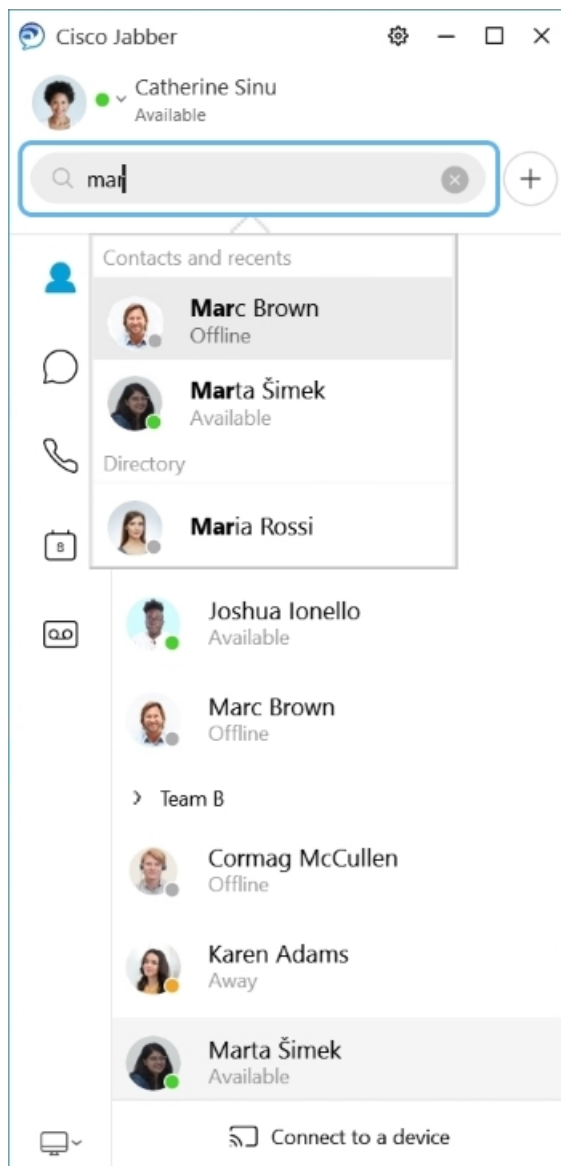 Cisco Jabber
Catherine Sinu
Available
mar
Contacts and recents
Marc Brown
Offline
Marta Šimek
Available
Directory
Maria Rossi
8
Joshua Ionello
Available
Marc Brown
Offline
Team B
Cormag McCullen
Offline
Karen Adams
Away
Marta Šimek
Available
Connect to a device